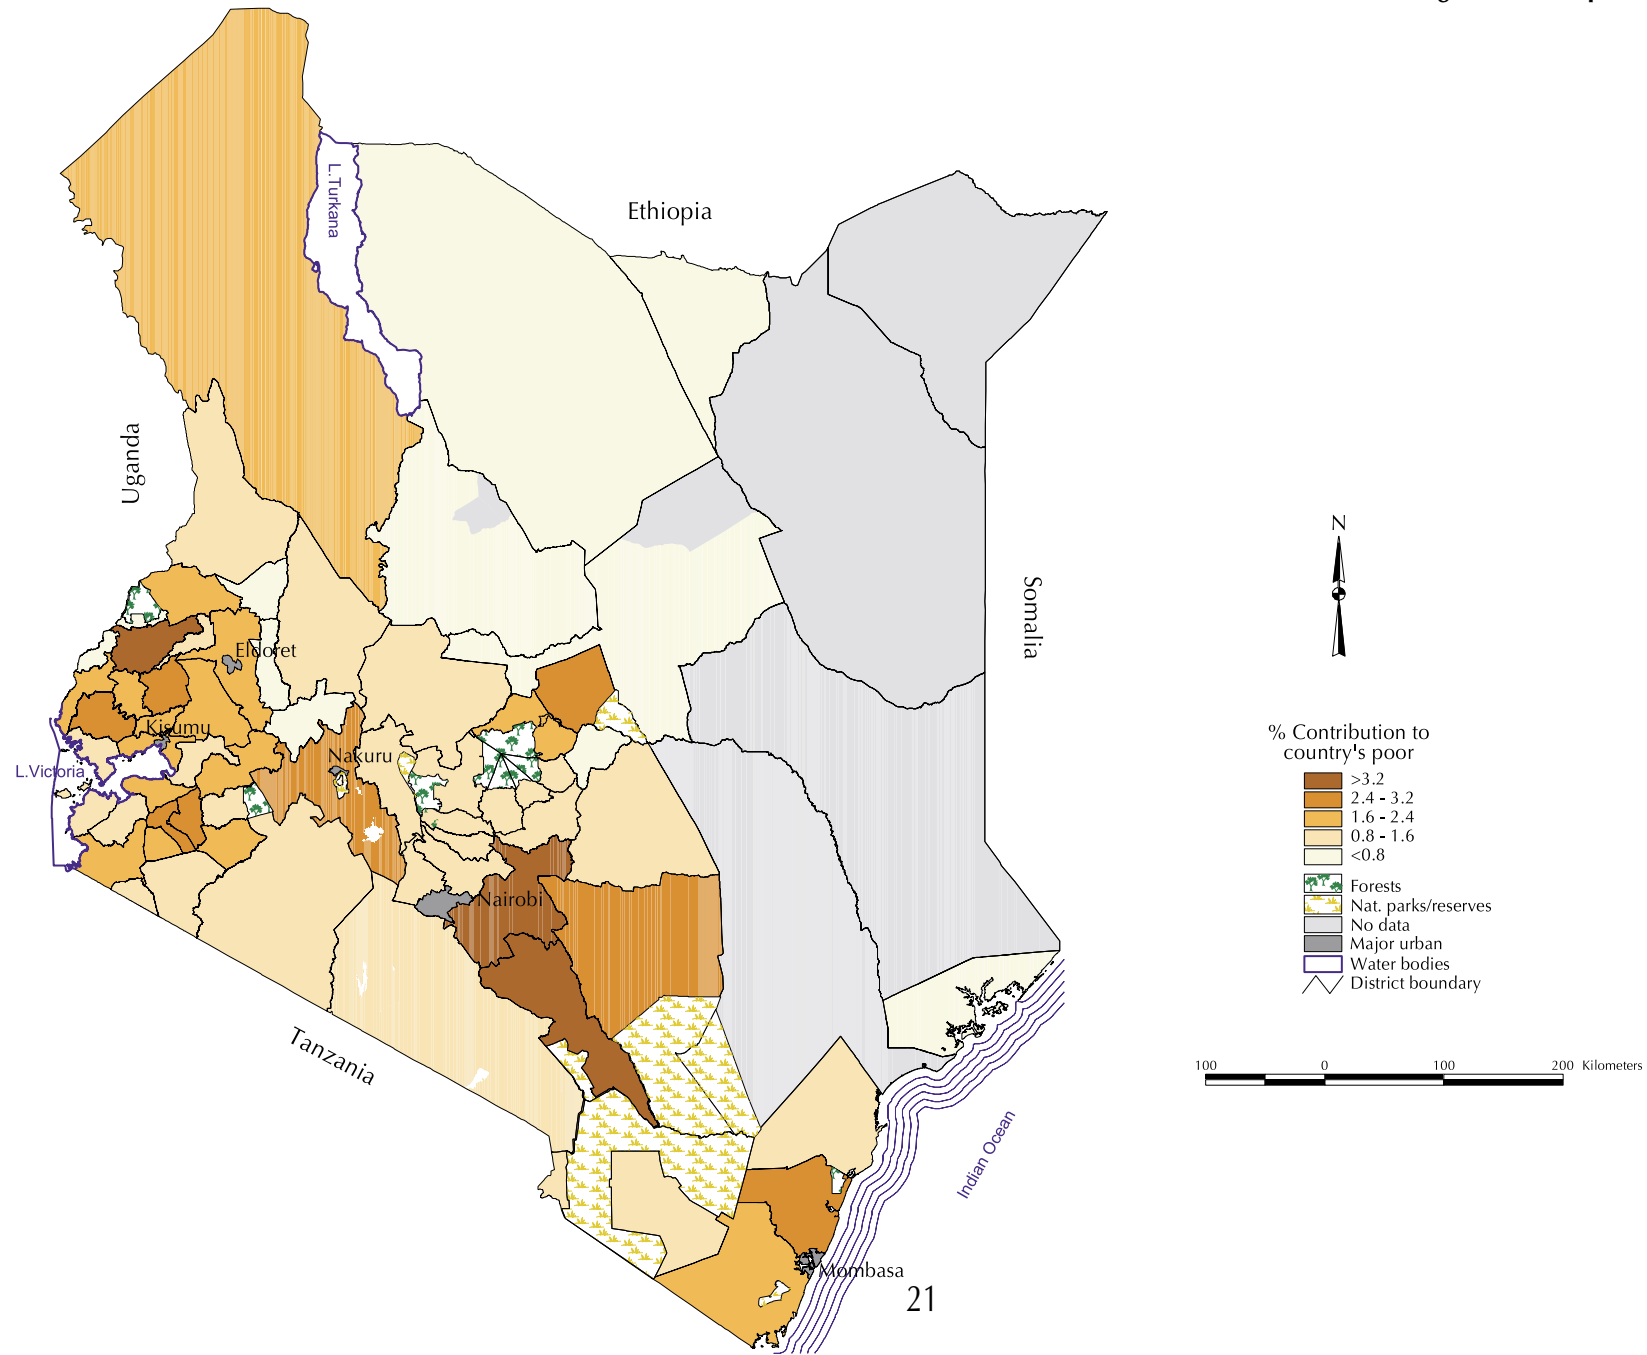 L.Turkana
Ethiopia
Uganda
Somalia
N
Eldoret
Kisumu
Nakuru
L.Victoria
Nairobi
Tanzania
Indian Ocean
Mombasa
% Contribution to
country's poor
>3.2
2.4 - 3.2
1.6 - 2.4
0.8 - 1.6
<0.8
Forests
Nat. parks/reserves
No data
Major urban
Water bodies
District boundary
100 0 100 200 Kilometers
21